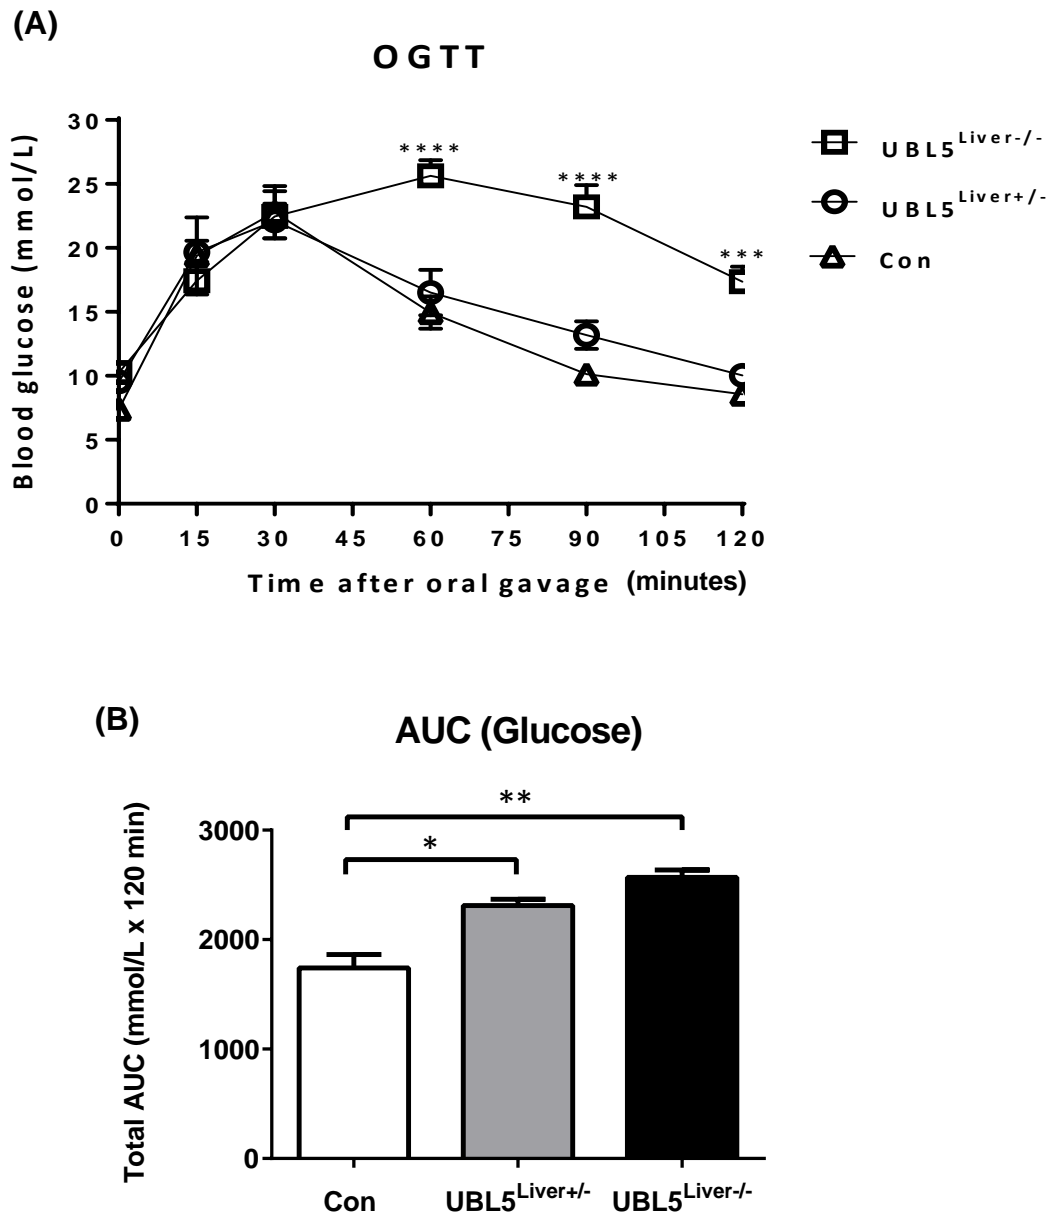 (A)
OGTT
Blood glucose (mmol/L)
30
25
20
15
10
5
0
****
****
***
UBL5Liver-/-
UBL5Liver+/-
Con
0 15 30 45 60 75 90 105 120
Time after oral gavage (minutes)
(B)
AUC (Glucose)
Total AUC (mmol/L x 120 min)
3000
2000
1000
0
**
*
Con UBL5Liver+/- UBL5Liver-/-